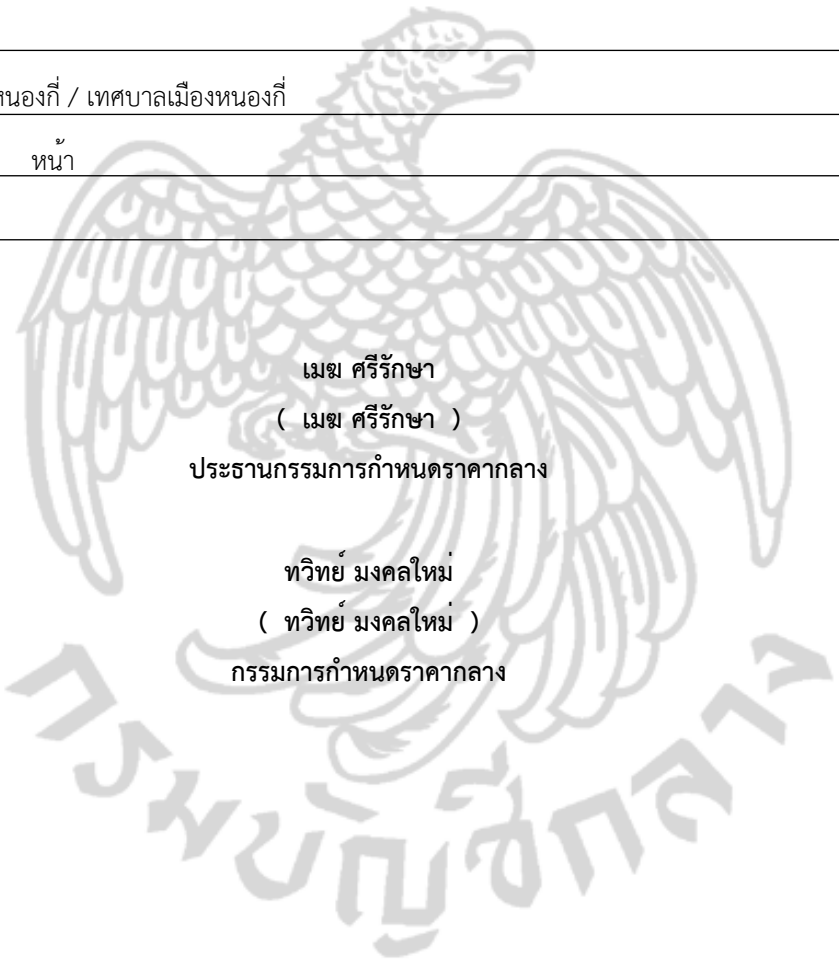 หนองกี่ / เทศบาลเมืองหนองกี่
หน้า
เมฆ ศรีรักษา
( เมฆ ศรีรักษา )
ประธานกรรมการกำหนดราคากลาง
ทวิทย์ มงคลใหม่
( ทวิทย์ มงคลใหม่ )
กรรมการกำหนดราคากลาง
กรมบัญชีกลาง